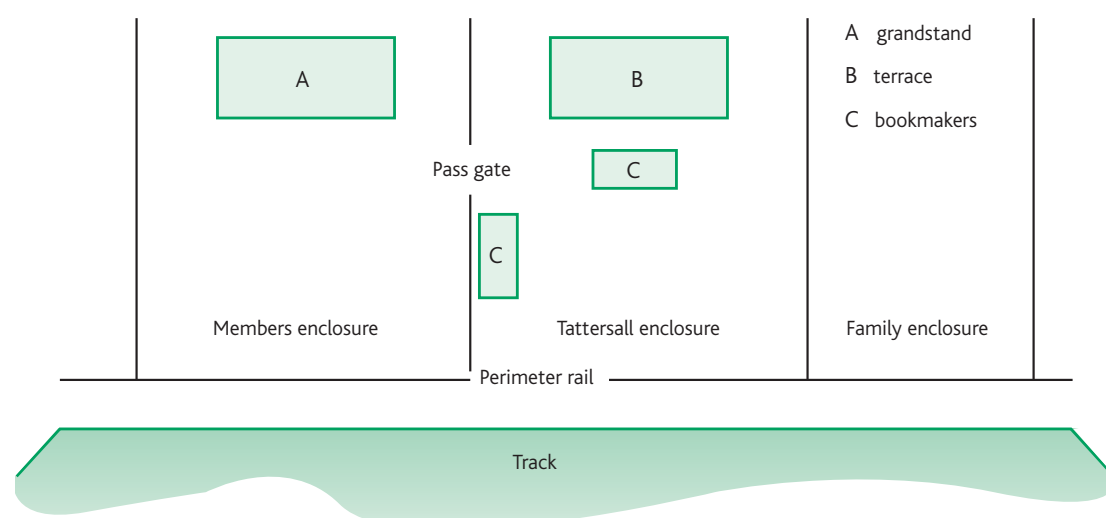 A grandstand
B terrace
C bookmakers
A
B
Pass gate
C
C
Members enclosure
Tattersall enclosure
Family enclosure
Perimeter rail
Track